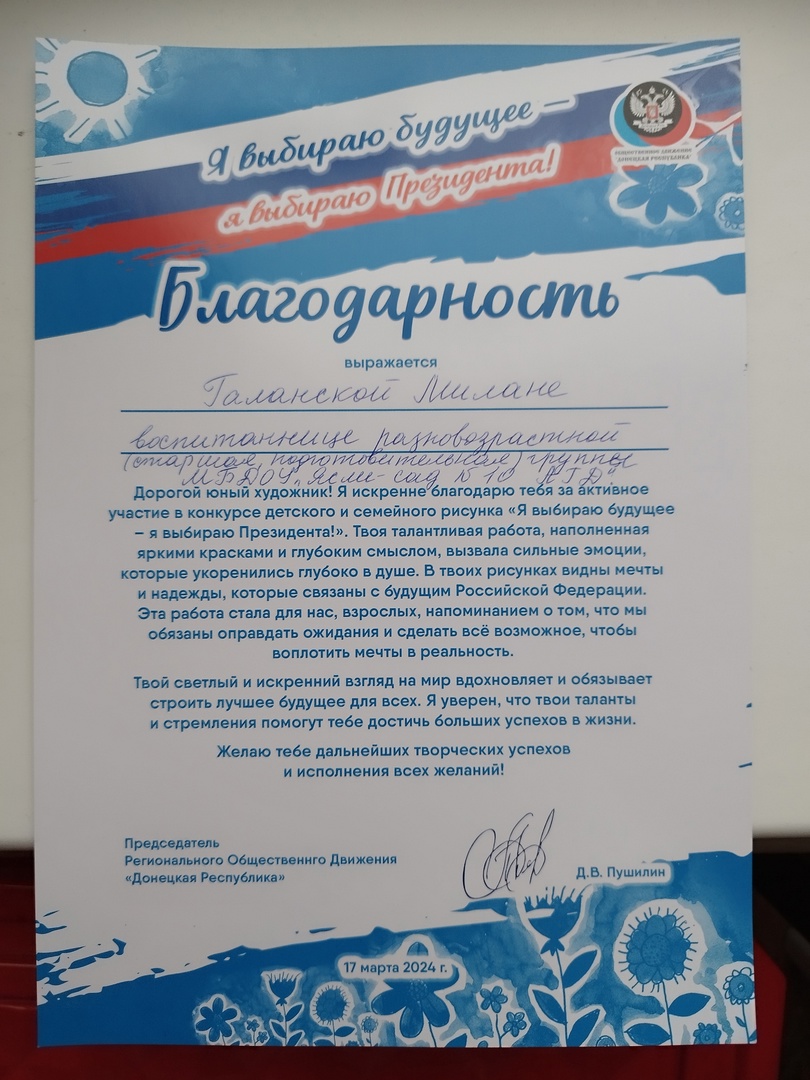 Я выбираю будущее —
я выбираю Президента!
ОБЩЕСТВЕННОЕ ДВИЖЕНИЕ
"ДОНЕЦКАЯ РЕСПУБЛИКА"
Благодарность
выражается
Галанской Милане
воспитаннице разновозрастной
(старшая, подготовительная) группы
МБДОУ "Ясли-сад № 10
Дорогой юный художник! Я искренне благодарю тебя за активное
участие в конкурсе детского и семейного рисунка «Я выбираю будущее
– я выбираю Президента!». Твоя талантливая работа, наполненная
яркими красками и глубоким смыслом, вызвала сильные эмоции,
которые укоренились глубоко в душе. В твоих рисунках видны мечты
и надежды, которые связаны с будущим Российской Федерации.
Эта работа стала для нас, взрослых, напоминанием о том, что мы
обязаны оправдать ожидания и сделать всё возможное, чтобы
воплотить мечты в реальность.
Твой светлый и искренний взгляд на мир вдохновляет и обязывает
строить лучшее будущее для всех. Я уверен, что твои таланты
и стремления помогут тебе достичь больших успехов в жизни.
Желаю тебе дальнейших творческих успехов
и исполнения всех желаний!
Председатель
Регионального Общественнго Движения
«Донецкая Республика»
Д.В. Пушилин
17 марта 2024 г.